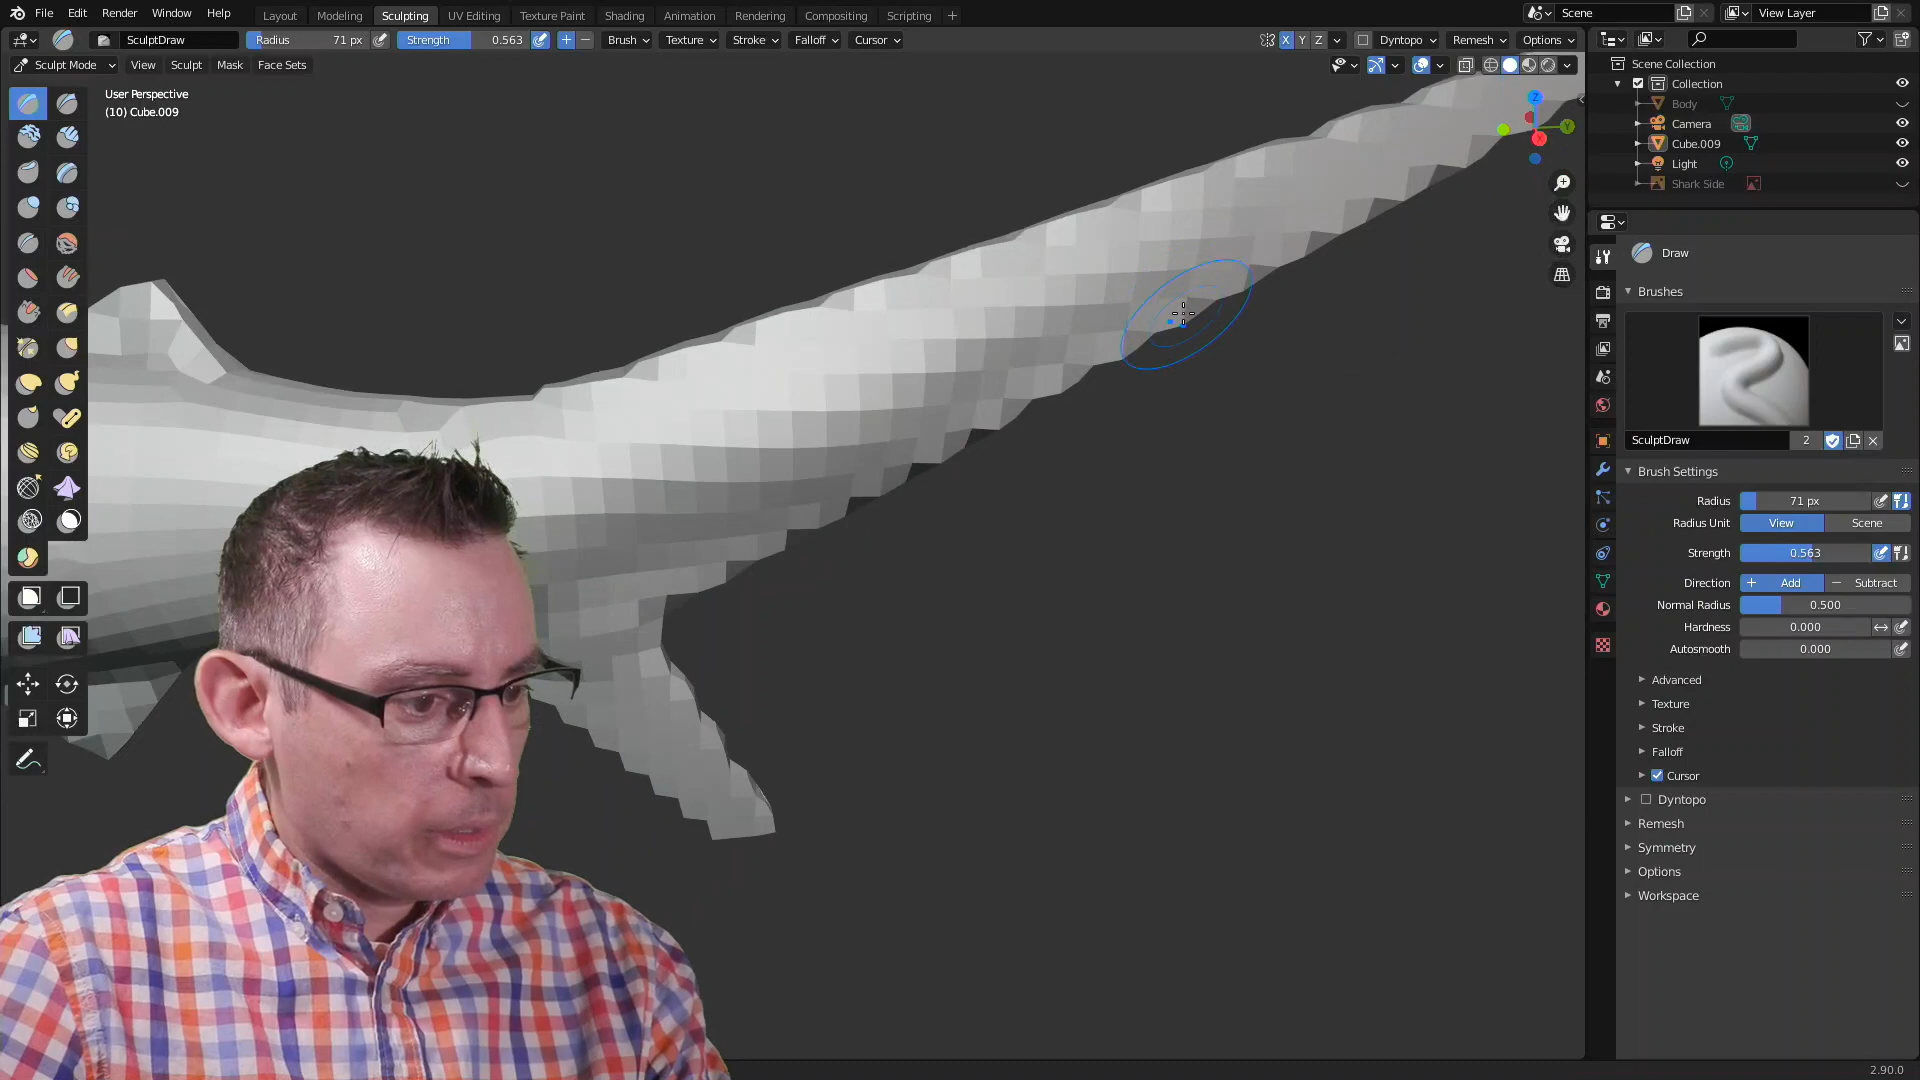 File Edit Render Window Help Layout Modeling Sculpting UV Editing Texture Paint Shading Animation Rendering Compositing Scripting Scene View Layer
SculptDraw Radius 71 px Strength 0.563 Brush Texture Stroke Falloff Cursor X Y Z Dyntopo Remesh Options
Sculpt Mode View Sculpt Mask Face Sets
User Perspective
(10) Cube.009
Z
Y
X
Scene Collection
Collection
Body
Camera
Cube.009
Light
Shark Side
Draw
Brushes
SculptDraw 2
Brush Settings
Radius 71 px
Radius Unit View Scene
Strength 0.563
Direction Add Subtract
Normal Radius 0.500
Hardness 0.000
Autosmooth 0.000
Advanced
Texture
Stroke
Falloff
Cursor
Dyntopo
Remesh
Symmetry
Options
Workspace
2.90.0